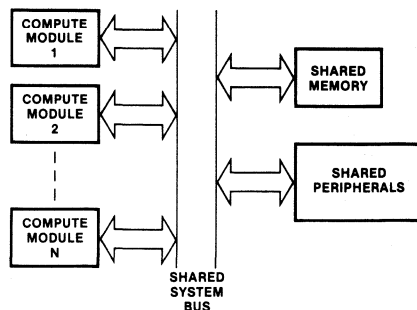 COMPUTE
MODULE
1
COMPUTE
MODULE
2
COMPUTE
MODULE
N
SHARED
MEMORY
SHARED
PERIPHERALS
SHARED
SYSTEM
BUS